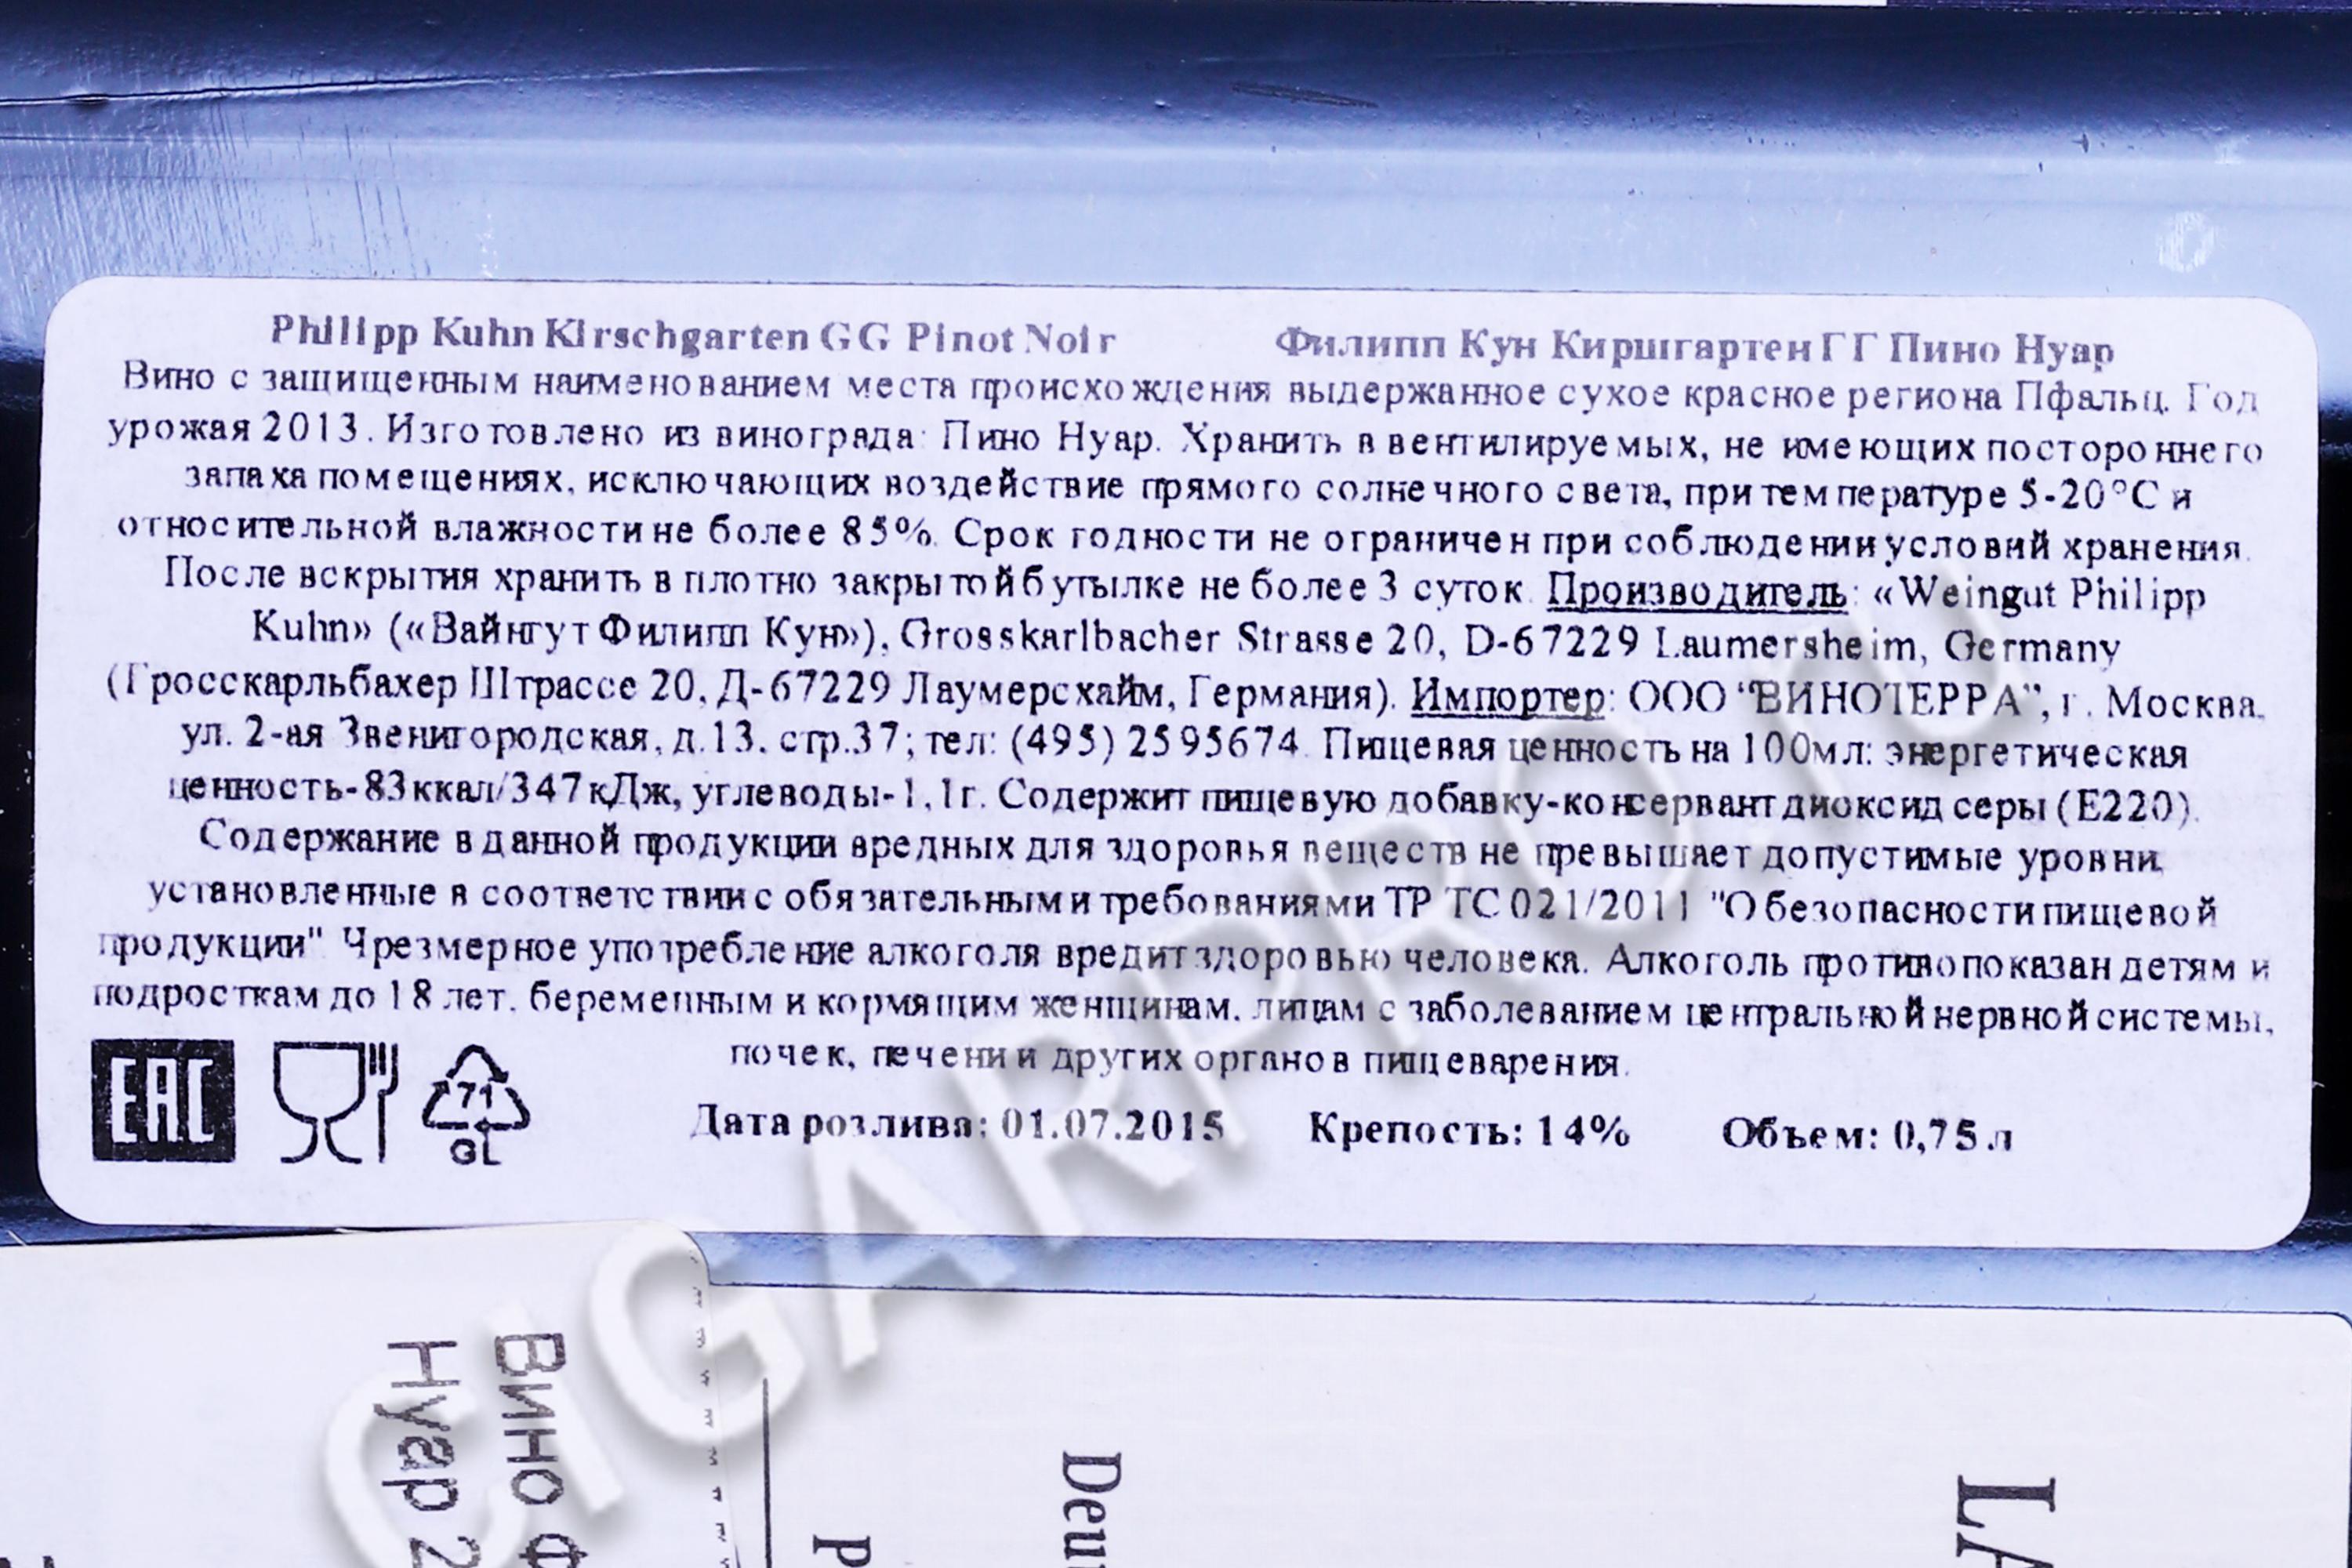 Philipp Kuhn Kirschgarten GG Pinot Noir Филипп Кун Киршгартен ГГ Пино Нуар
Вино с защищенным наименованием места происхождения выдержанное сухое красное региона Пфальц. Год
урожая 2013. Изготовлено из винограда: Пино Нуар. Хранить в вентилируемых, не имеющих постороннего
запаха помещениях, исключающих воздействие прямого солнечного света, при температуре 5-20°С и
относительной влажности не более 85%. Срок годности не ограничен при соблюдении условий хранения.
После вскрытия хранить в плотно закрытой бутылке не более 3 суток. Производитель: «Weingut Philipp
Kuhn» («Вайнгут Филипп Кун»), Grosskarlbacher Strasse 20, D-67229 Laumersheim, Germany
(Гросскарльбахер Штрассе 20, Д-67229 Лаумерсхайм, Германия). Импортер: ООО "ВИНОТЕРРА", г. Москва,
ул. 2-ая Звенигородская, д.13, стр.37; тел: (495) 2595674. Пищевая ценность на 100мл: энергетическая
ценность-83ккал/347кДж, углеводы-1,1г. Содержит пищевую добавку-консервант диоксид серы (Е220).
Содержание в данной продукции вредных для здоровья веществ не превышает допустимые уровни,
установленные в соответствии с обязательными требованиями ТР ТС 021/2011 "О безопасности пищевой
продукции". Чрезмерное употребление алкоголя вредит здоровью человека. Алкоголь противопоказан детям и
подросткам до 18 лет, беременным и кормящим женщинам, лицам с заболеванием центральной нервной системы,
почек, печени и других органов пищеварения.
EAC 71 GL
Дата розлива: 01.07.2015 Крепость: 14% Объем: 0,75 л
Вино Ф
Нуар 2
Deu
LA
CIGARPRO.RU